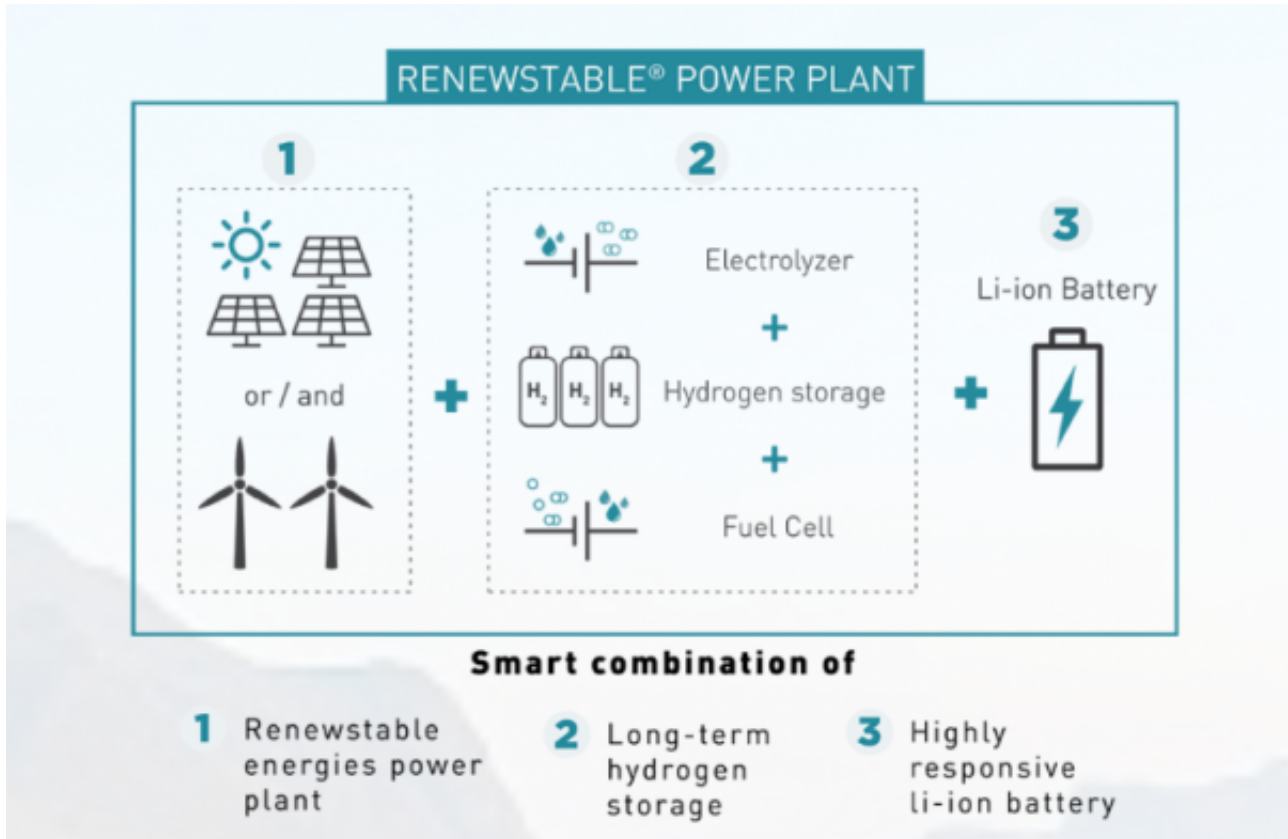 RENEWSTABLE® POWER PLANT
1
or / and
2
Electrolyzer
+
H2 H2 H2 Hydrogen storage
+
Fuel Cell
3
Li-ion Battery
+
+
Smart combination of
1 Renewstable
energies power
plant
2 Long-term
hydrogen
storage
3 Highly
responsive
li-ion battery